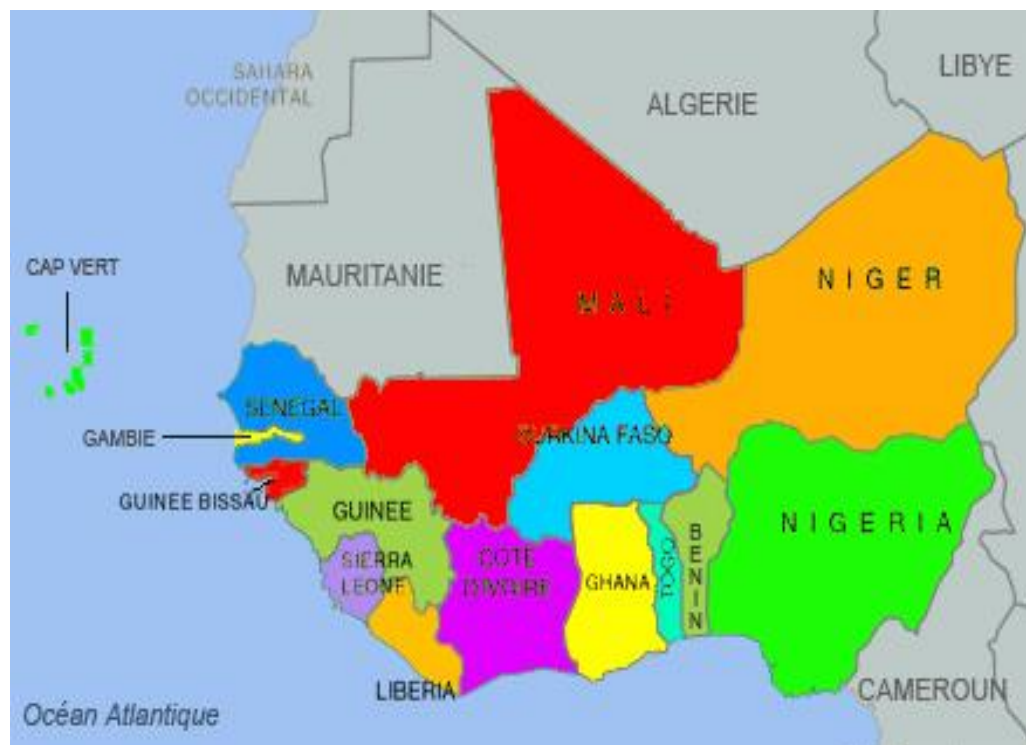 SAHARA
OCCIDENTAL
LIBYE
ALGERIE
CAP VERT
MAURITANIE
NIGER
MALI
SENEGAL
GAMBIE
BURKINA FASO
GUINEE BISSAU
GUINEE
NIGERIA
SIERRA
LEONE
COTE
D'IVOIRE
GHANA
TOGO
BENIN
LIBERIA
CAMEROUN
Océan Atlantique